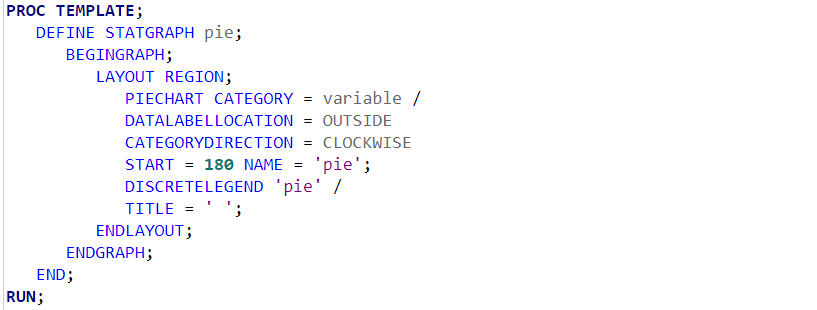 PROC TEMPLATE;
DEFINE STATGRAPH pie;
BEGINGRAPH;
LAYOUT REGION;
PIECHART CATEGORY = variable /
DATALABELLOCATION = OUTSIDE
CATEGORYDIRECTION = CLOCKWISE
START = 180 NAME = 'pie';
DISCRETELEGEND 'pie' /
TITLE = ' ';
ENDLAYOUT;
ENDGRAPH;
END;
RUN;